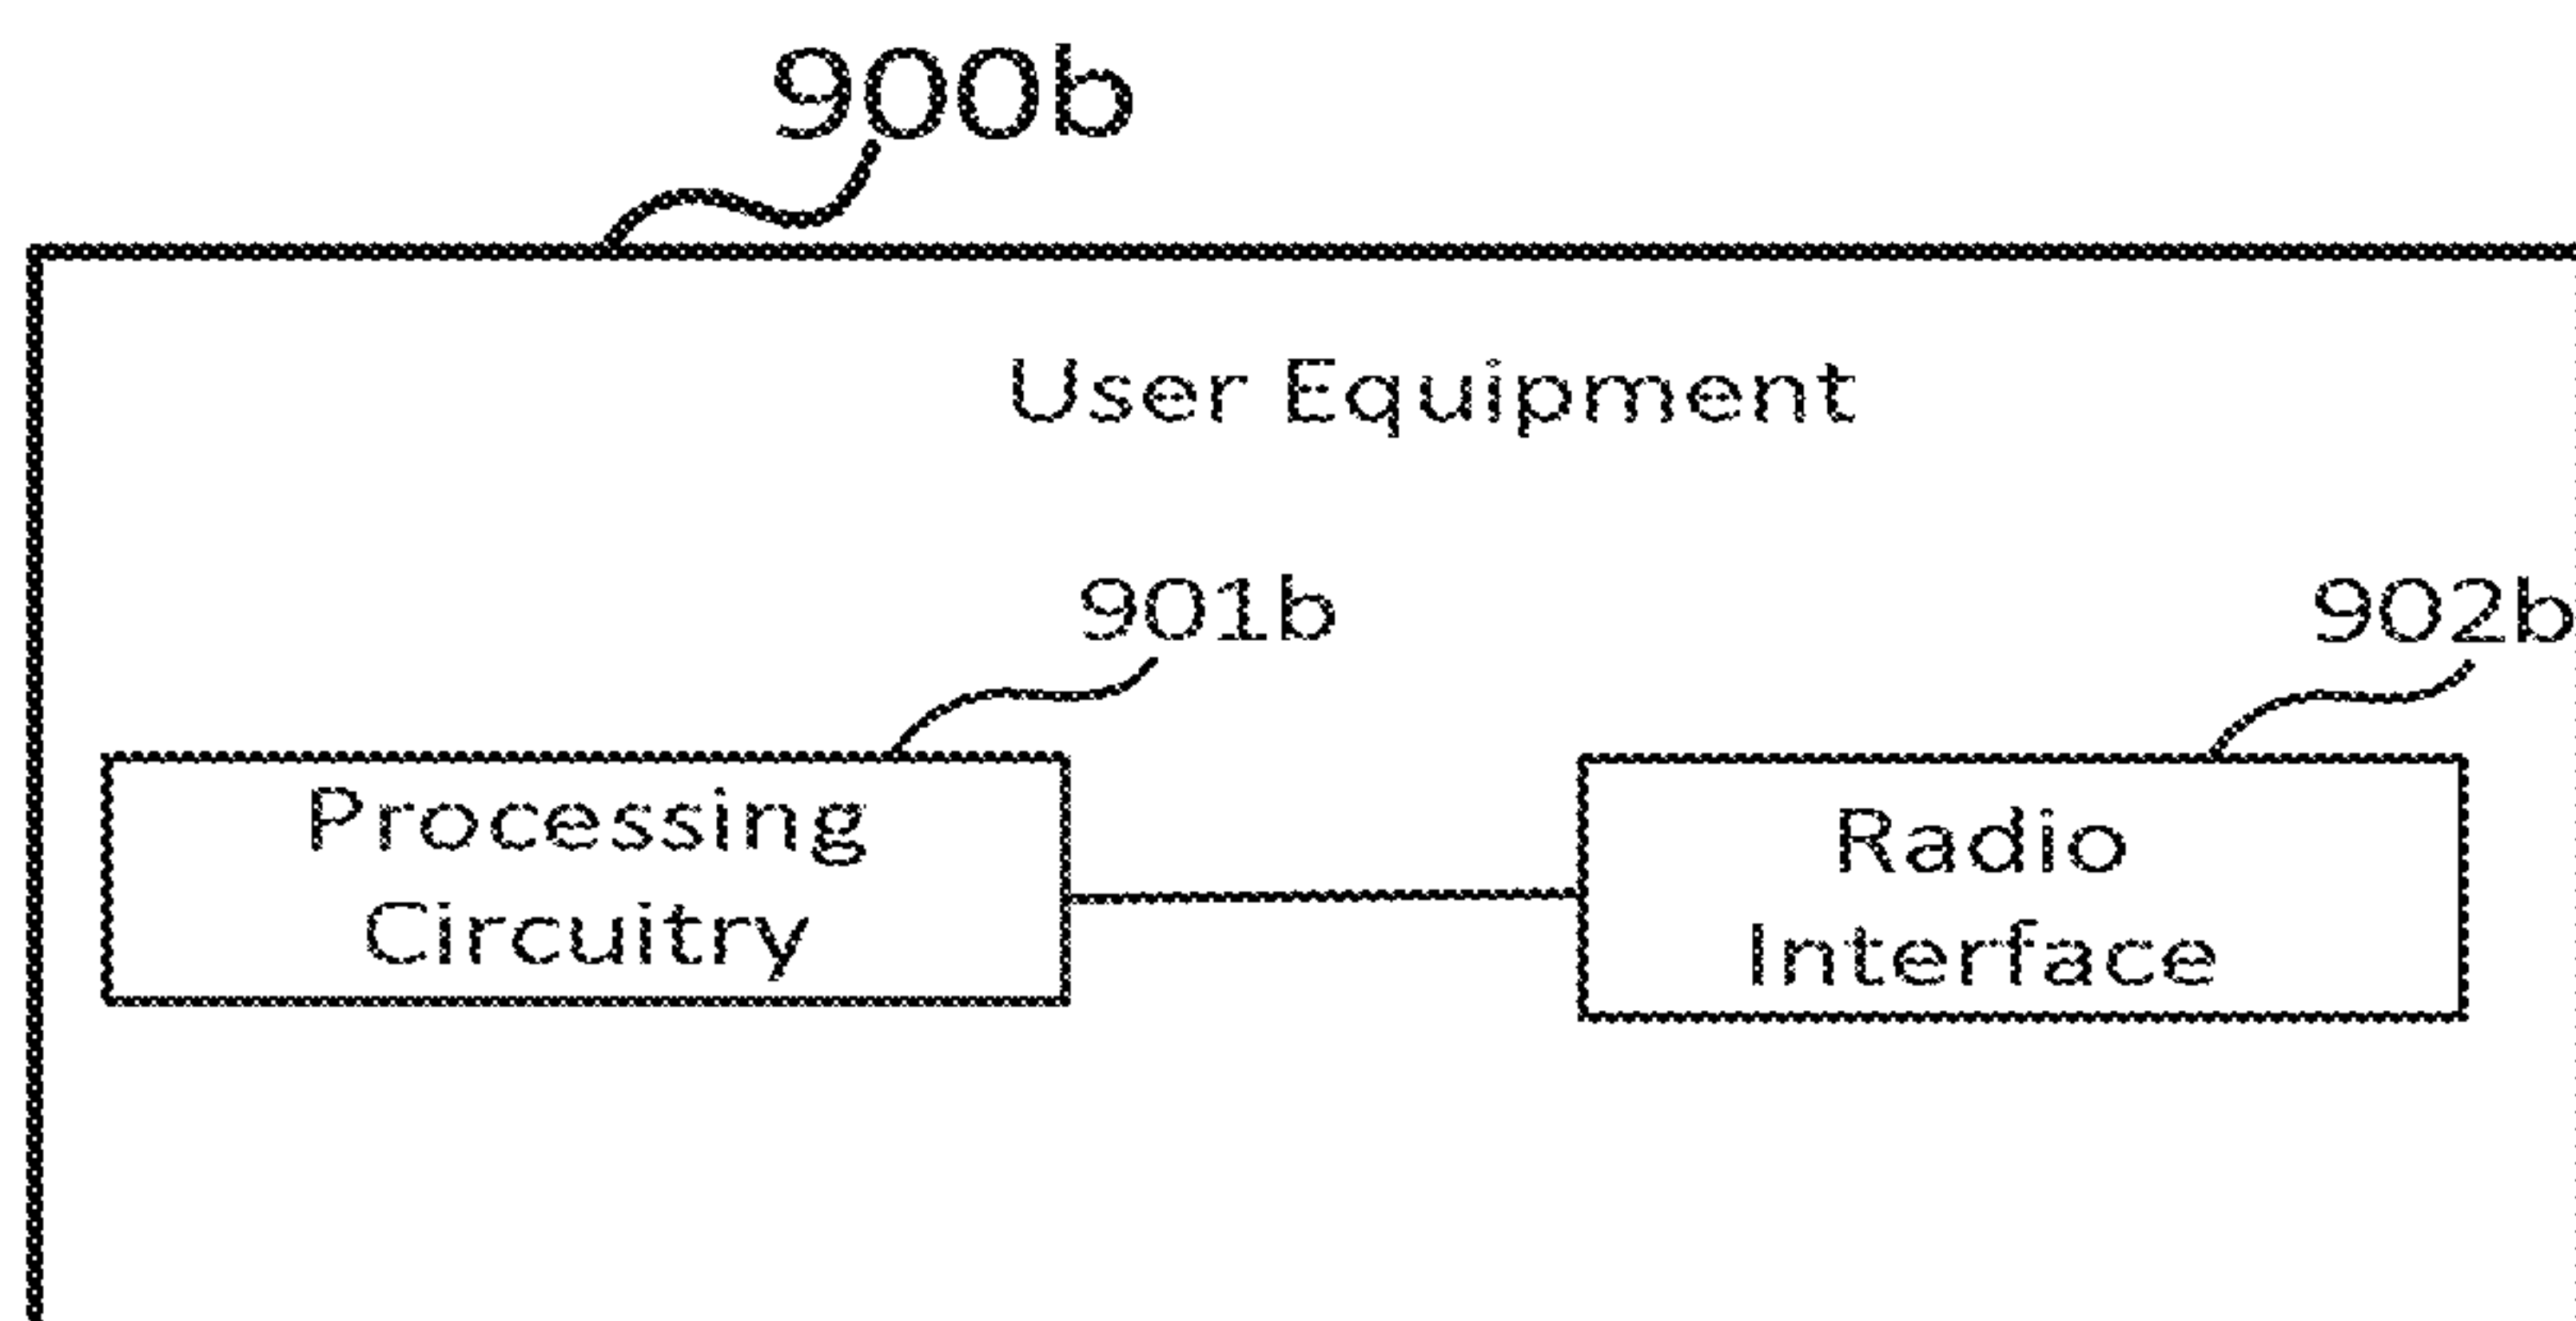 900b
User Equipment
901b
902b
Processing
Circuitry
Radio
Interface